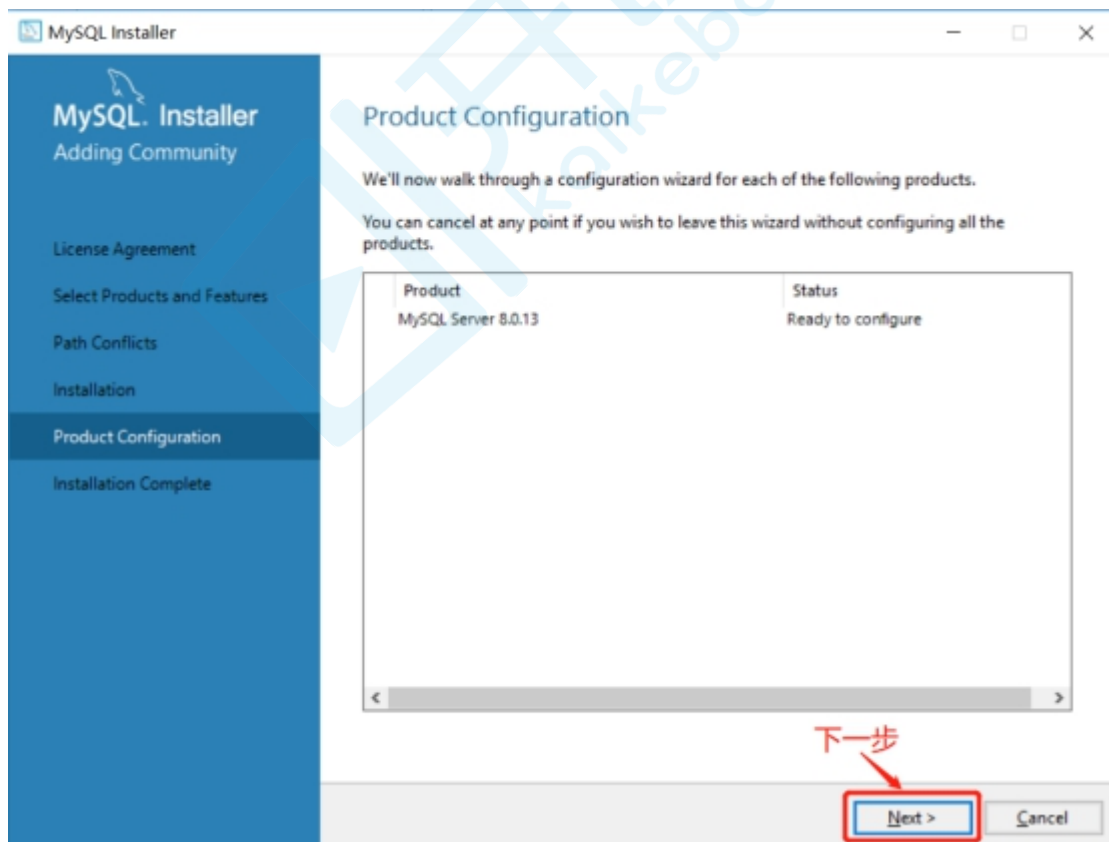 MySQL Installer
MySQL. Installer
Adding Community
License Agreement
Select Products and Features
Path Conflicts
Installation
Product Configuration
Installation Complete
Product Configuration
We'll now walk through a configuration wizard for each of the following products.
You can cancel at any point if you wish to leave this wizard without configuring all the
products.
Product Status
MySQL Server 8.0.13 Ready to configure
下一步
Next >
Cancel